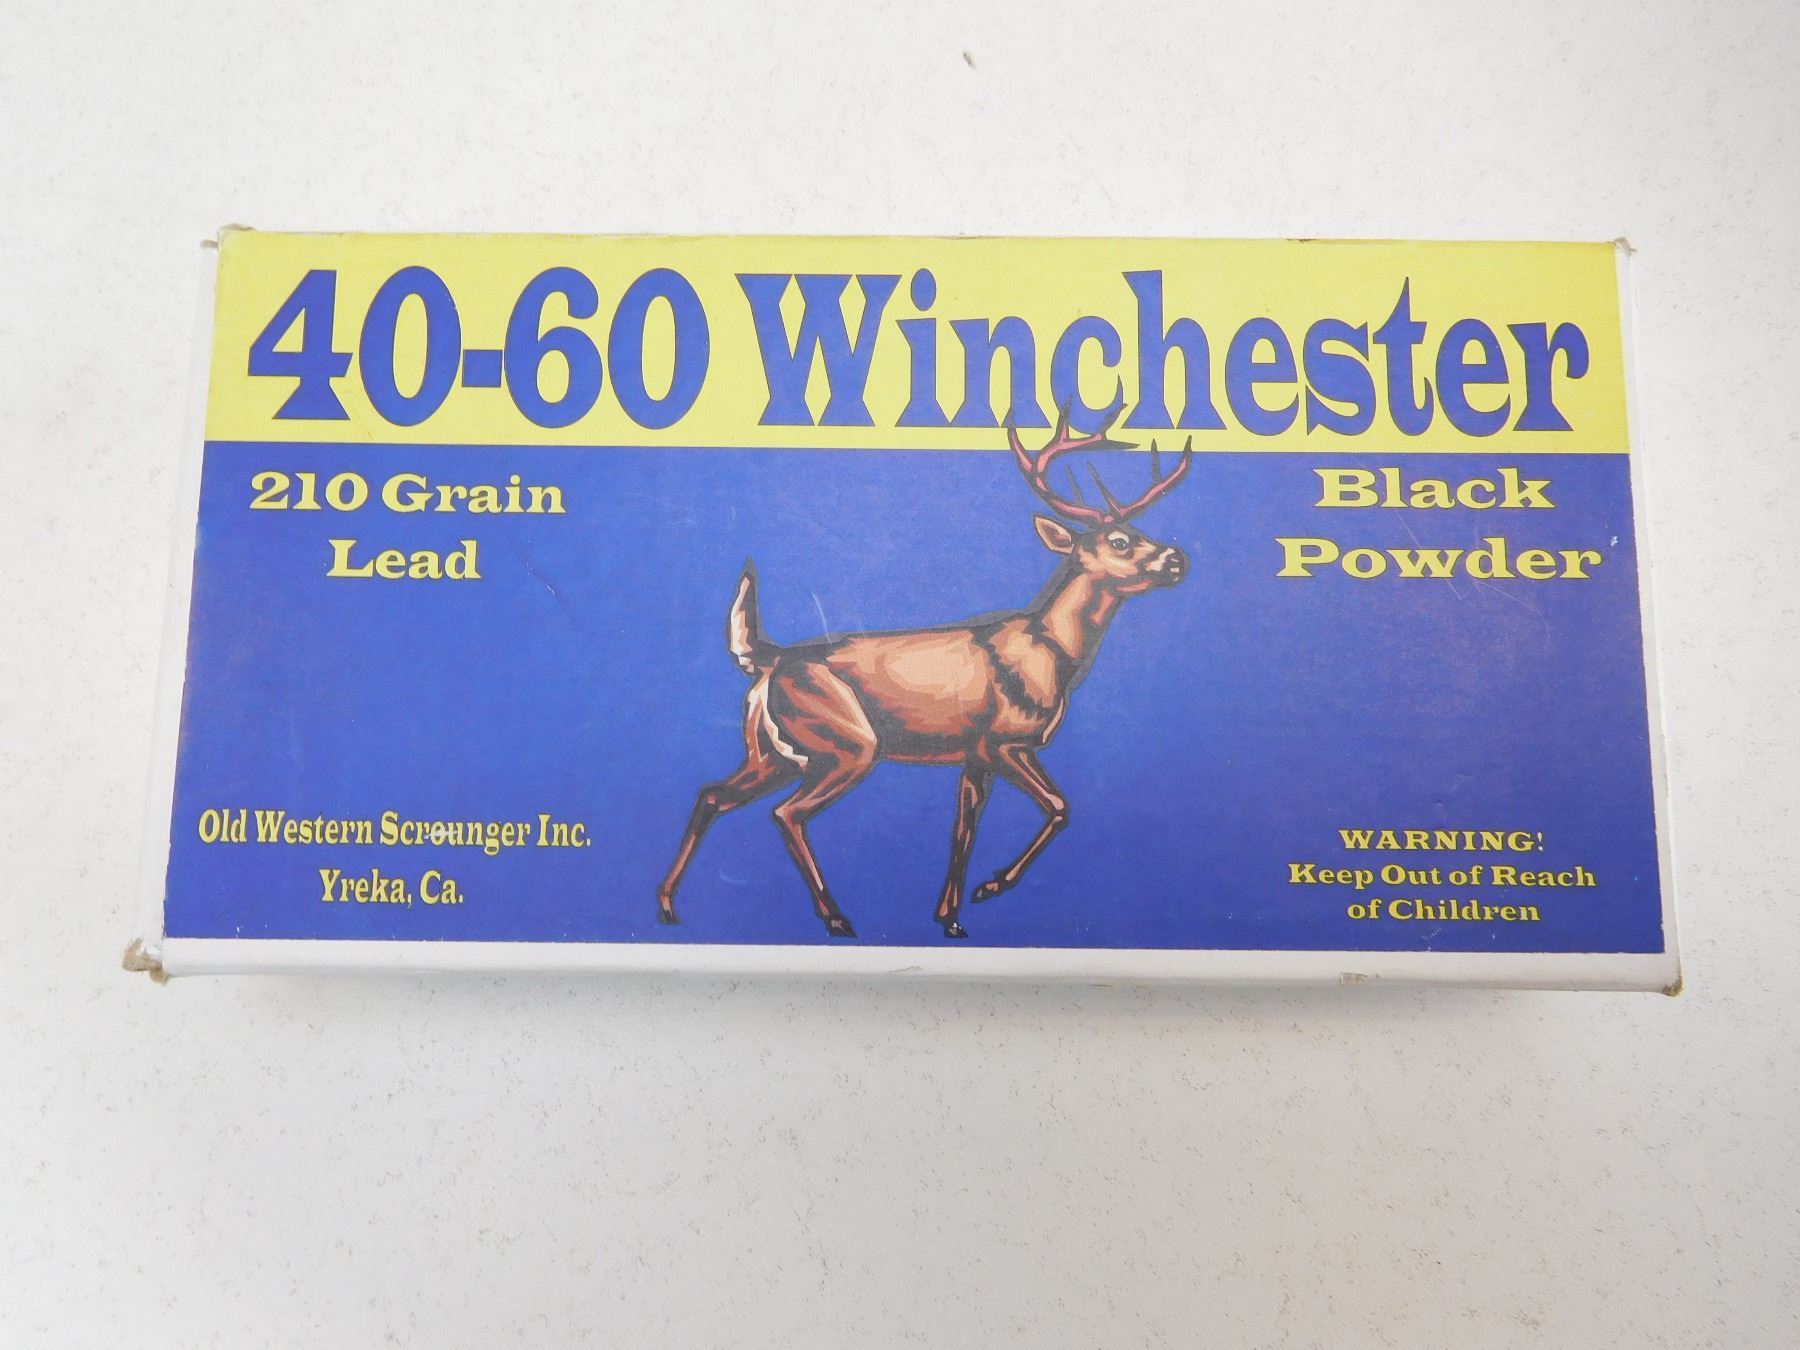 40-60 Winchester
210 Grain
Lead
Black
Powder
Old Western Scrounger Inc.
Yreka, Ca.
WARNING!
Keep Out of Reach
of Children